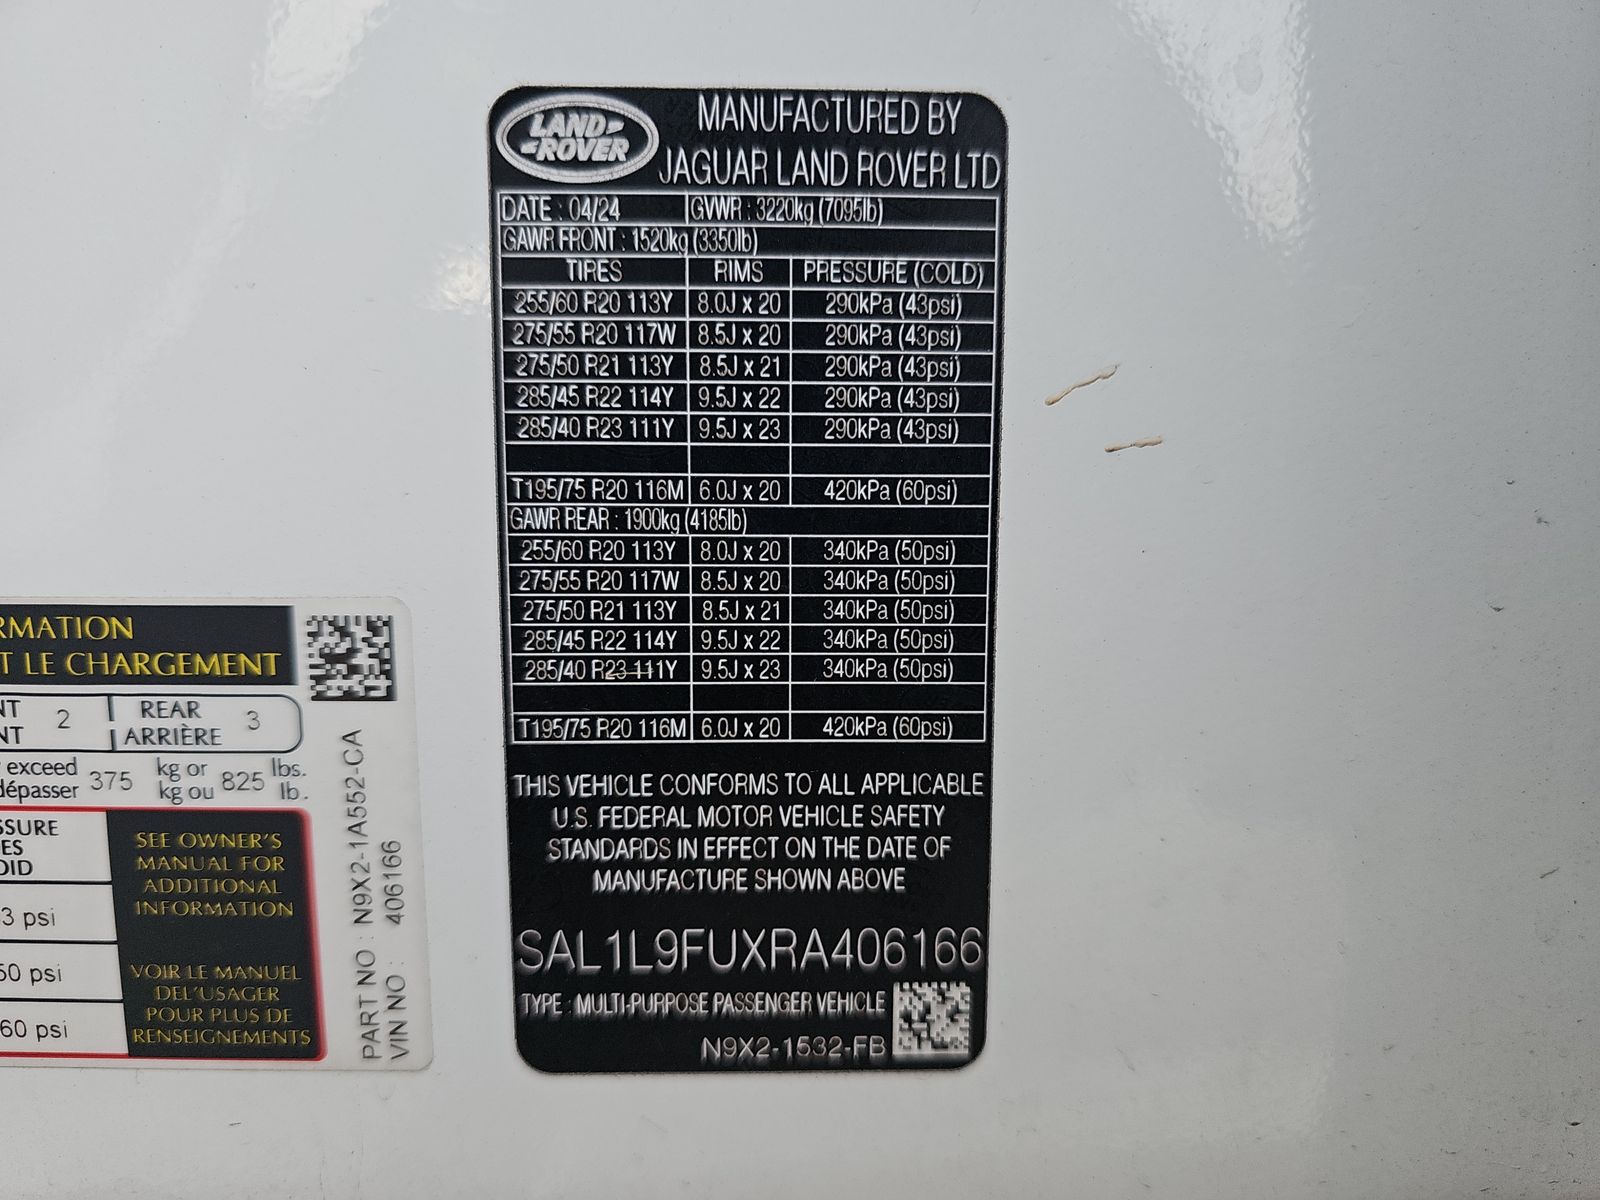 LAND
ROVER
MANUFACTURED BY
JAGUAR LAND ROVER LTD
DATE : 04/24 GVWR : 3220kg (7095lb)
GAWR FRONT : 1520kg (3350lb)
TIRES RIMS PRESSURE (COLD)
255/60 R20 113Y 8.0J x 20 290kPa (43psi)
275/55 R20 117W 8.5J x 20 290kPa (43psi)
275/50 R21 113Y 8.5J x 21 290kPa (43psi)
285/45 R22 114Y 9.5J x 22 290kPa (43psi)
285/40 R23 111Y 9.5J x 23 290kPa (43psi)
T195/75 R20 116M 6.0J x 20 420kPa (60psi)
GAWR REAR : 1900kg (4185lb)
255/60 R20 113Y 8.0J x 20 340kPa (50psi)
275/55 R20 117W 8.5J x 20 340kPa (50psi)
275/50 R21 113Y 8.5J x 21 340kPa (50psi)
285/45 R22 114Y 9.5J x 22 340kPa (50psi)
285/40 R23 111Y 9.5J x 23 340kPa (50psi)
T195/75 R20 116M 6.0J x 20 420kPa (60psi)
THIS VEHICLE CONFORMS TO ALL APPLICABLE
U.S. FEDERAL MOTOR VEHICLE SAFETY
STANDARDS IN EFFECT ON THE DATE OF
MANUFACTURE SHOWN ABOVE
SAL1L9FUXRA406166
TYPE : MULTI-PURPOSE PASSENGER VEHICLE
N9X2-1532-FB
RMATION
T LE CHARGEMENT
NT 2 REAR 3
NT ARRIÈRE
exceed 375 kg or 825 lbs.
dépasser kg ou lb.
SSURE
ES
OID
3 psi
50 psi
60 psi
SEE OWNER'S
MANUAL FOR
ADDITIONAL
INFORMATION
VOIR LE MANUEL
DEL'USAGER
POUR PLUS DE
RENSEIGNEMENTS
PART NO : N9X2-1A552-CA
VIN NO : 406166